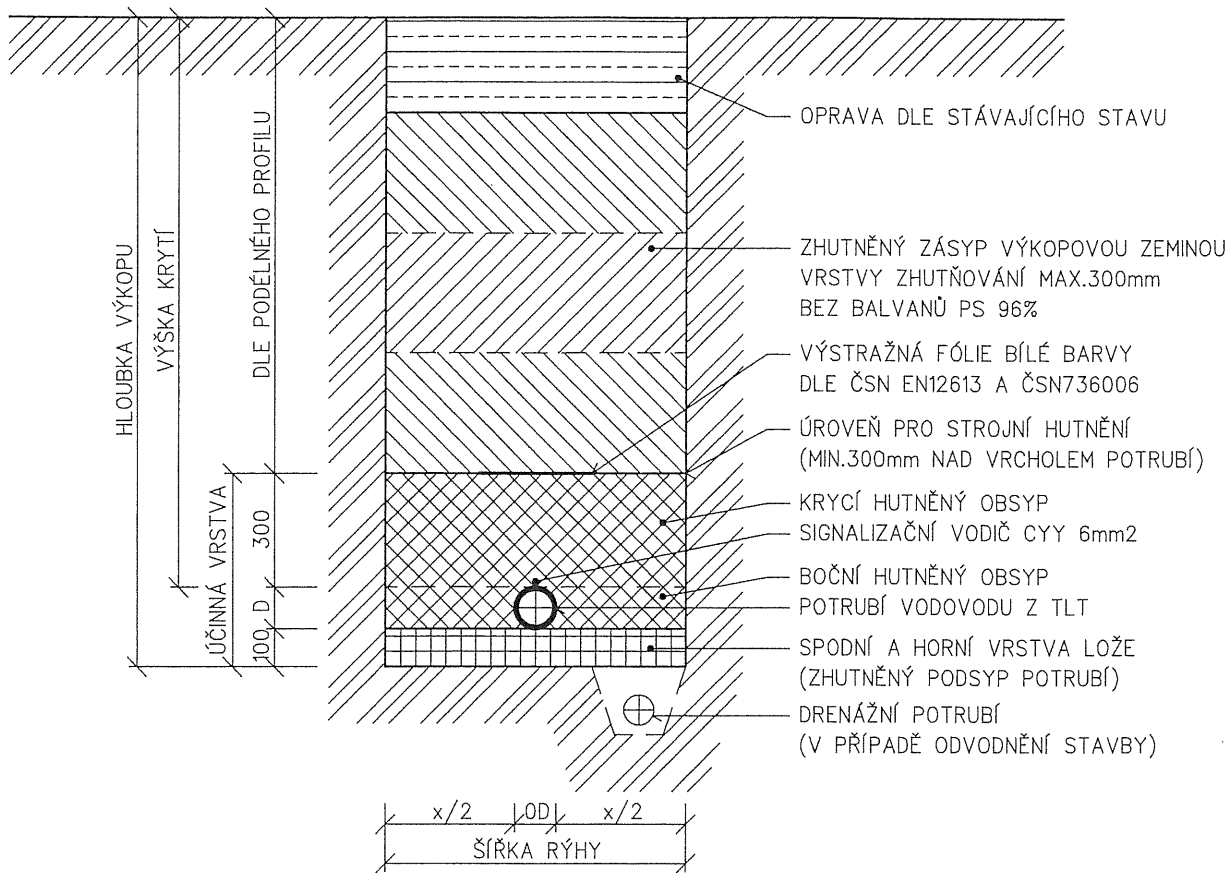 OPRAVA DLE STÁVAJÍCÍHO STAVU
ZHUTNĚNÝ ZÁSYP VÝKOPOVOU ZEMINOU
VRSTVY ZHUTŇOVÁNÍ MAX.300mm
BEZ BALVANŮ PS 96%
VÝSTRAŽNÁ FÓLIE BÍLÉ BARVY
DLE ČSN EN12613 A ČSN736006
ÚROVEŇ PRO STROJNÍ HUTNĚNÍ
(MIN.300mm NAD VRCHOLEM POTRUBÍ)
KRYCÍ HUTNĚNÝ OBSYP
SIGNALIZAČNÍ VODIČ CYY 6mm2
BOČNÍ HUTNĚNÝ OBSYP
POTRUBÍ VODOVODU Z TLT
SPODNÍ A HORNÍ VRSTVA LOŽE
(ZHUTNĚNÝ PODSYP POTRUBÍ)
DRENÁŽNÍ POTRUBÍ
(V PŘÍPADĚ ODVODNĚNÍ STAVBY)
HLOUBKA VÝKOPU
VÝŠKA KRYTÍ
DLE PODÉLNÉHO PROFILU
ÚČINNÁ VRSTVA
300
D
100
x/2 OD x/2
ŠÍŘKA RÝHY